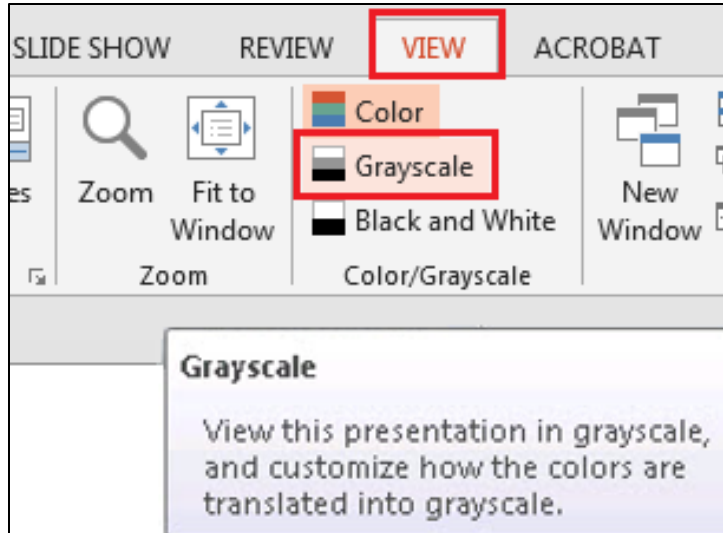 SLIDE SHOW REVIEW VIEW ACROBAT
Color
Grayscale
Black and White
es
Zoom
Fit to
Window
New
Window
Zoom
Color/Grayscale
Grayscale
View this presentation in grayscale,
and customize how the colors are
translated into grayscale.